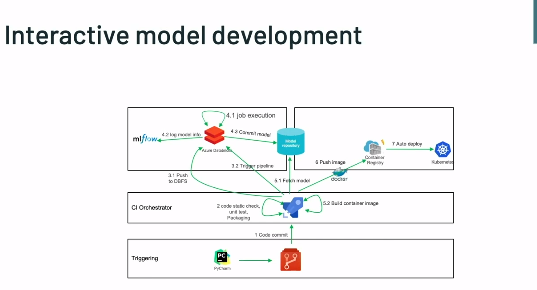 Interactive model development
4.1 job execution
mlflow
4.2 log model info
4.3 Commit model
Azure Databricks
Model
repository
7 Auto deploy
Container
Registry
Kubernetes
3.2 Trigger pipeline
6 Push image
docker
3.1 Push
to DBFS
5.1 Fetch model
CI Orchestrator
2 code static check,
unit test,
Packaging
5.2 Build container image
1 Code commit
Triggering
PC
PyCharm